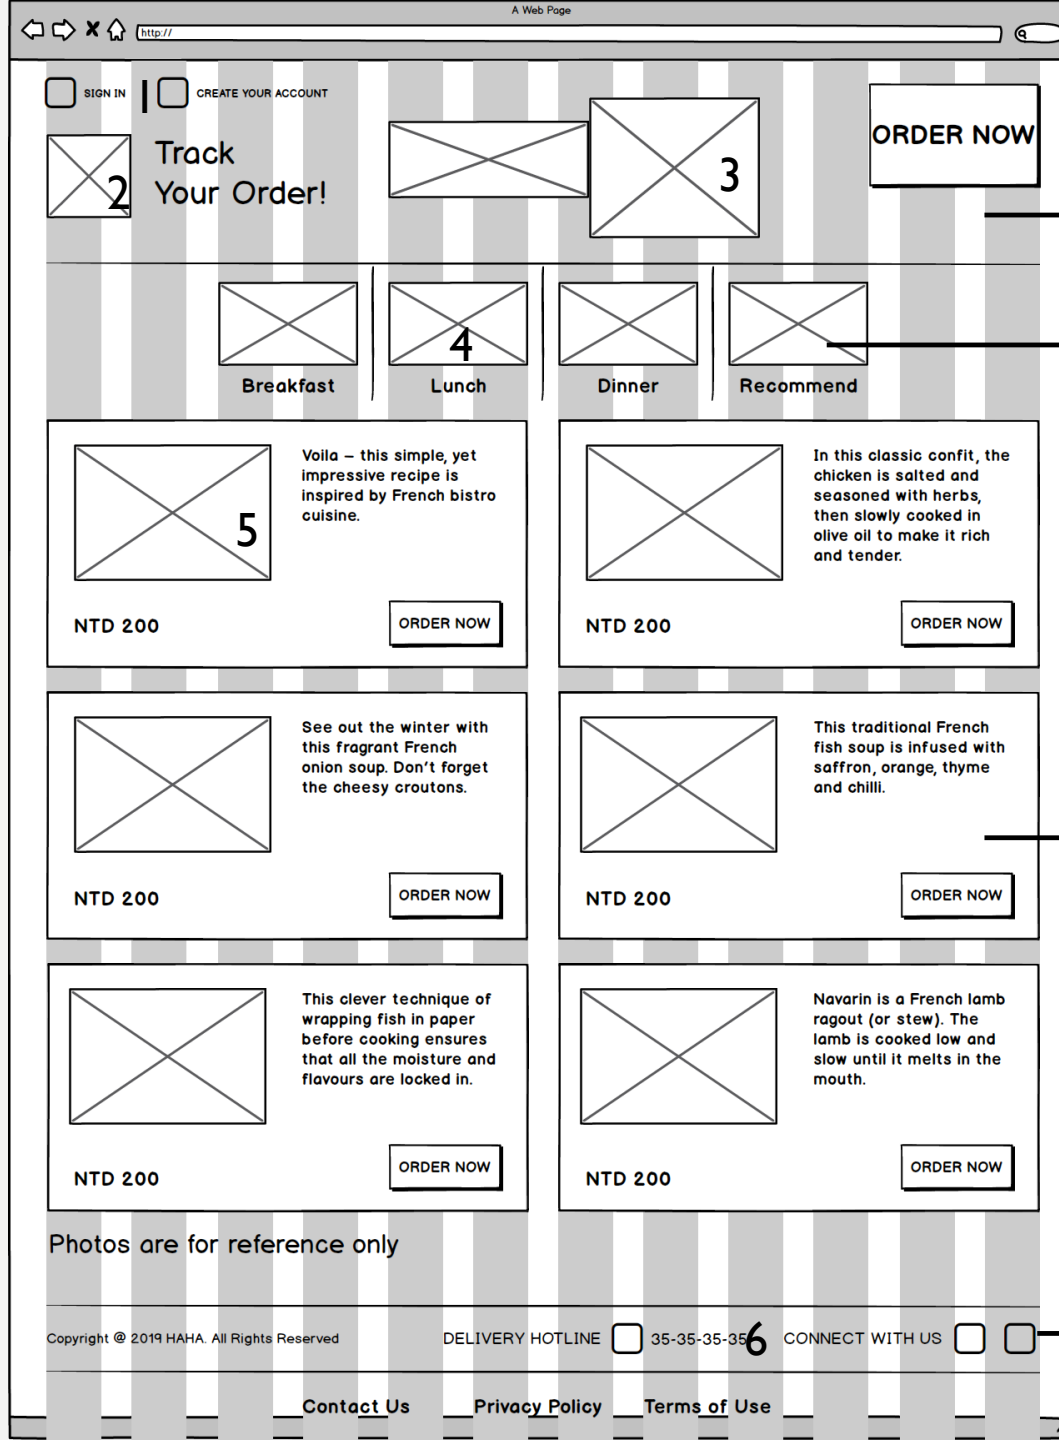 A Web Page
http://
SIGN IN
CREATE YOUR ACCOUNT
2
Track
Your Order!
3
ORDER NOW
Breakfast
4
Lunch
Dinner
Recommend
5
Voila – this simple, yet
impressive recipe is
inspired by French bistro
cuisine.
NTD 200
ORDER NOW
In this classic confit, the
chicken is salted and
seasoned with herbs,
then slowly cooked in
olive oil to make it rich
and tender.
NTD 200
ORDER NOW
See out the winter with
this fragrant French
onion soup. Don't forget
the cheesy croutons.
NTD 200
ORDER NOW
This traditional French
fish soup is infused with
saffron, orange, thyme
and chilli.
NTD 200
ORDER NOW
This clever technique of
wrapping fish in paper
before cooking ensures
that all the moisture and
flavours are locked in.
NTD 200
ORDER NOW
Navarin is a French lamb
ragout (or stew). The
lamb is cooked low and
slow until it melts in the
mouth.
NTD 200
ORDER NOW
Photos are for reference only
Copyright @ 2019 HAHA. All Rights Reserved
DELIVERY HOTLINE
35-35-35-35
6
CONNECT WITH US
Contact Us
Privacy Policy
Terms of Use